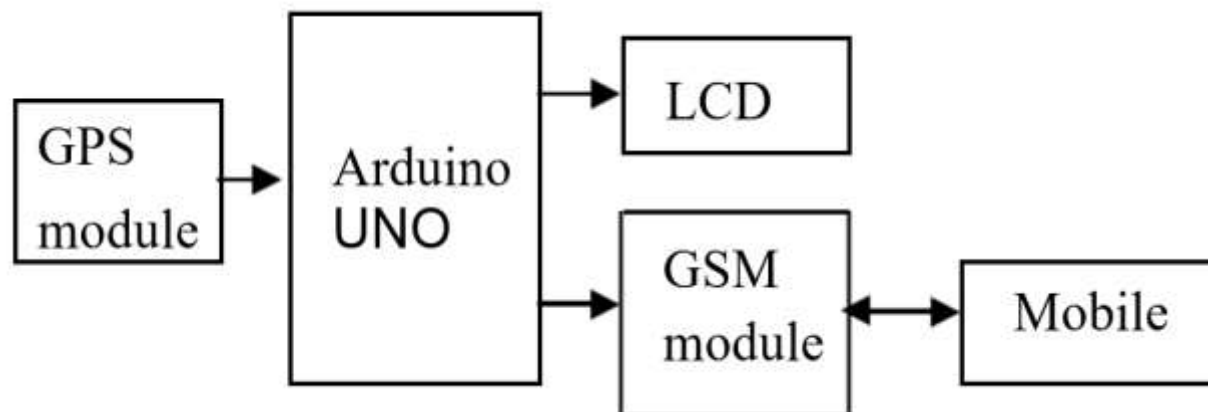 GPS
module
Arduino
UNO
LCD
GSM
module
Mobile